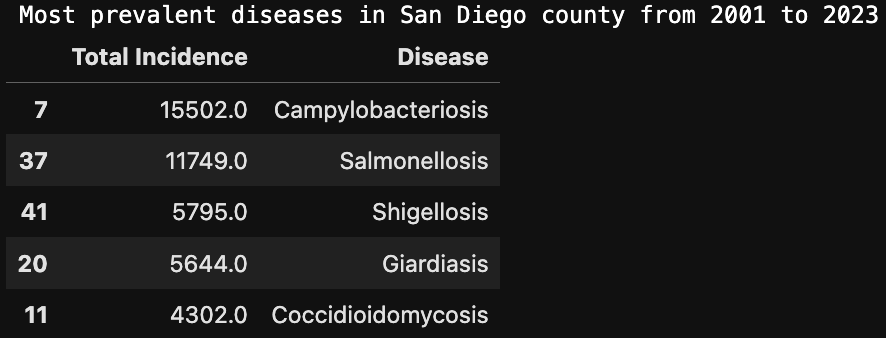 Most prevalent diseases in San Diego county from 2001 to 2023
Total Incidence Disease
7 15502.0 Campylobacteriosis
37 11749.0 Salmonellosis
41 5795.0 Shigellosis
20 5644.0 Giardiasis
11 4302.0 Coccidioidomycosis